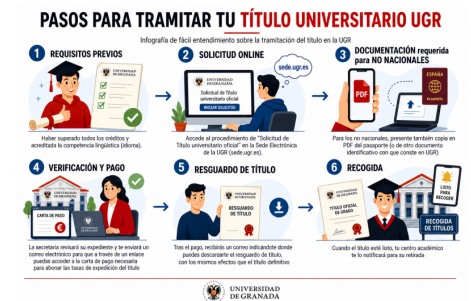 PASOS PARA TRAMITAR TU TÍTULO UNIVERSITARIO UGR
Infografía de fácil entendimiento sobre la tramitación del título en la UGR
1 REQUISITOS PREVIOS
Haber superado todos los créditos y
acreditada la competencia lingüística (idioma).
2 SOLICITUD ONLINE
sede.ugr.es
UNIVERSIDAD
DE GRANADA
Solicitud de Título
universitario oficial
INICIAR SOLICITUD
Accede al procedimiento de "Solicitud de
Título universitario oficial" en la Sede Electrónica
de la UGR (sede.ugr.es).
3 DOCUMENTACIÓN requerida
para NO NACIONALES
PDF
ESPAÑA
PASAPORTE
Para los no nacionales, presente también copia en
PDF del pasaporte (o de otro documento
identificativo con que conste en UGR)
4 VERIFICACIÓN Y PAGO
CARTA DE PAGO
La secretaría revisará su expediente y te enviará un
correo electrónico para que a través de un enlace
puedas acceder a la carta de pago necesaria
para abonar las tasas de expedición del título
5 RESGUARDO DE TÍTULO
RESGUARDO
DE TÍTULO
Tras el pago, recibirás un correo indicándote donde
puedes descargarte el resguardo de título,
con los mismos efectos que el título definitivo
6 RECOGIDA
LISTO
PARA
RECOGER
TÍTULO OFICIAL
DE GRADO
RECOGIDA
DE TÍTULOS
Cuando el título esté listo, tu centro académico
te lo notificará para su retirada
UNIVERSIDAD
DE GRANADA